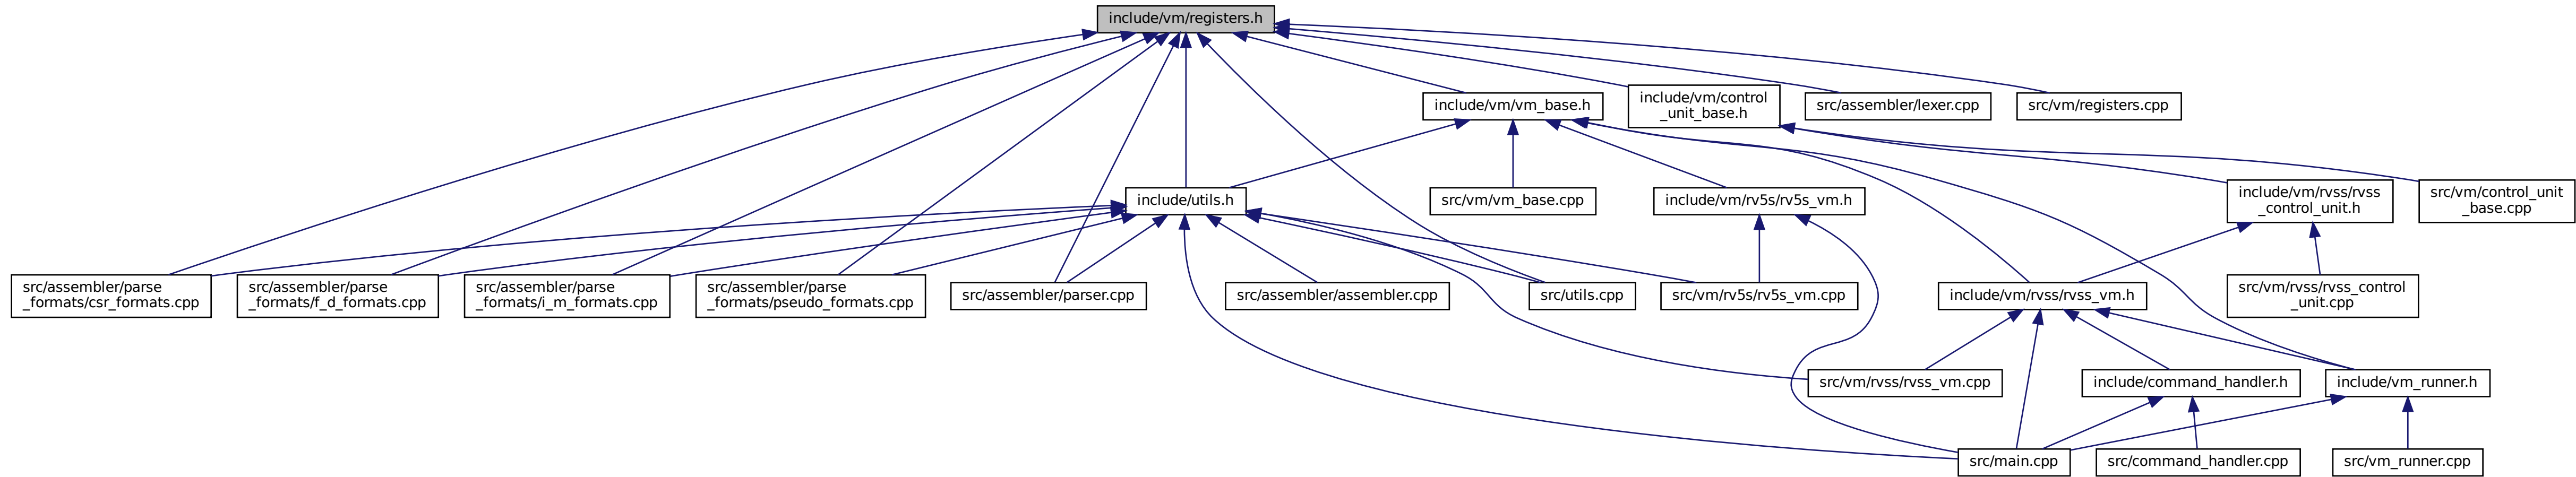 include/vm/registers.h
include/vm/vm_base.h
include/vm/control
_unit_base.h
src/assembler/lexer.cpp
src/vm/registers.cpp
include/utils.h
src/vm/vm_base.cpp
include/vm/rv5s/rv5s_vm.h
include/vm/rvss/rvss
_control_unit.h
src/vm/control_unit
_base.cpp
src/assembler/parse
_formats/csr_formats.cpp
src/assembler/parse
_formats/f_d_formats.cpp
src/assembler/parse
_formats/i_m_formats.cpp
src/assembler/parse
_formats/pseudo_formats.cpp
src/assembler/parser.cpp
src/assembler/assembler.cpp
src/utils.cpp
src/vm/rv5s/rv5s_vm.cpp
include/vm/rvss/rvss_vm.h
src/vm/rvss/rvss_control
_unit.cpp
src/vm/rvss/rvss_vm.cpp
include/command_handler.h
include/vm_runner.h
src/main.cpp
src/command_handler.cpp
src/vm_runner.cpp